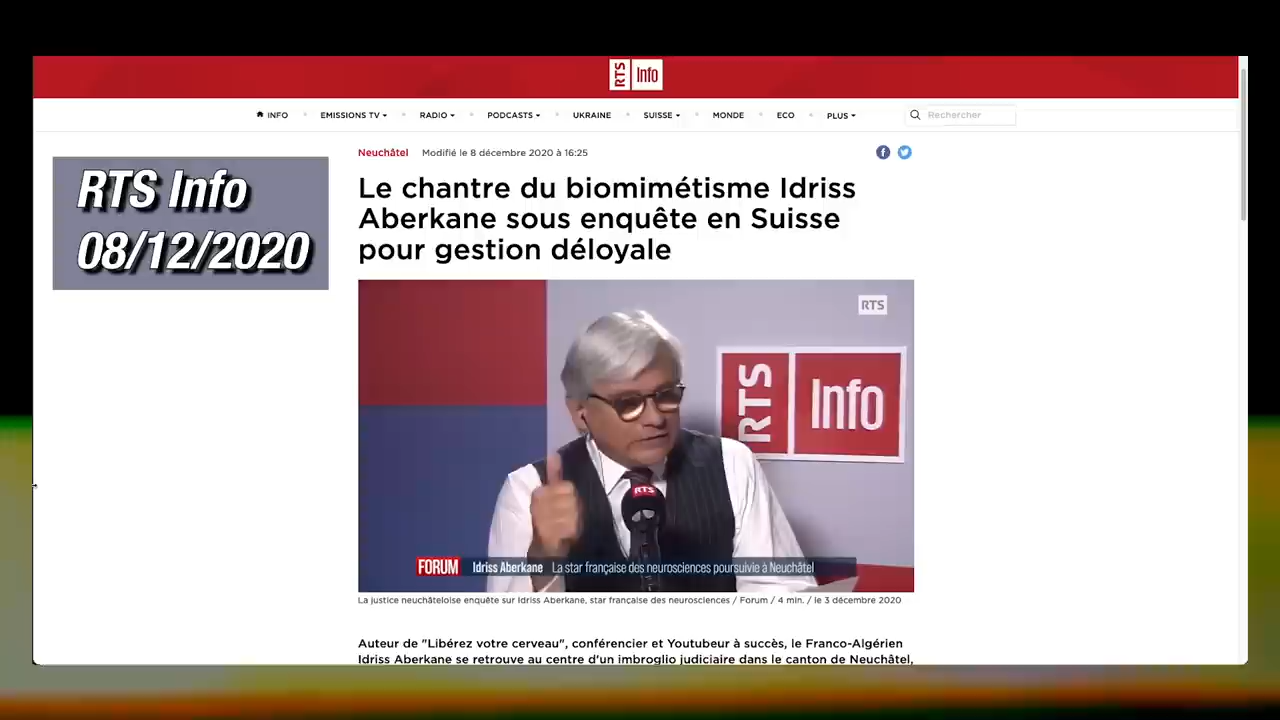 RTS Info
INFO
EMISSIONS TV
RADIO
PODCASTS
UKRAINE
SUISSE
MONDE
ECO
PLUS
Rechercher
RTS Info
08/12/2020
Neuchâtel
Modifié le 8 décembre 2020 à 16:25
Le chantre du biomimétisme Idriss
Aberkane sous enquête en Suisse
pour gestion déloyale
RTS
RTS Info
RTS
FORUM Idriss Aberkane La star française des neurosciences poursuivie à Neuchâtel
La justice neuchâteloise enquête sur Idriss Aberkane, star française des neurosciences / Forum / 4 min. / le 3 décembre 2020
Auteur de "Libérez votre cerveau", conférencier et Youtubeur à succès, le Franco-Algérien
Idriss Aberkane se retrouve au centre d'un imbroglio judiciaire dans le canton de Neuchâtel,